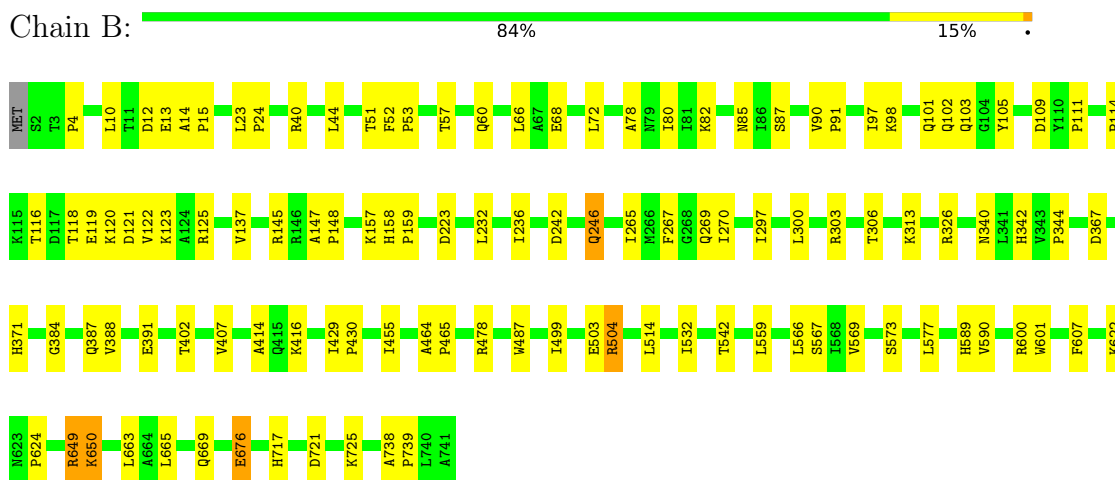 Chain B:
84% 15% •
MET S2 T3 P4 L10 T11 D12 E13 A14 P15 L23 P24 R40 L44 T51 F52 P53 T57 Q60 L66 A67 E68 L72 A78 N79 I80 I81 K82 N85 I86 S87 V90 P91 I97 K98 Q101 Q102 Q103 G104 Y105 D109 Y110 P111
K115 T116 D117 T118 E119 K120 D121 V122 K123 A124 R125 V137 R145 R146 A147 P148 K157 H158 P159 D223 L232 I236 D242 Q246 I265 M266 F267 G268 Q269 I270 I297 L300 R303 T306 K313 R326 N340 L341 H342 V343 P344 D367
H371 G384 Q387 V388 E391 T402 V407 A414 Q415 K416 I429 P430 I455 A464 P465 R478 W487 I499 E503 R504 L514 I532 T542 L559 L566 S567 I568 V569 S573 L577 H589 V590 R600 W601 F607
N623 P624 R649 K650 L663 A664 L665 Q669 E676 H717 D721 K725 A738 P739 L740 A741